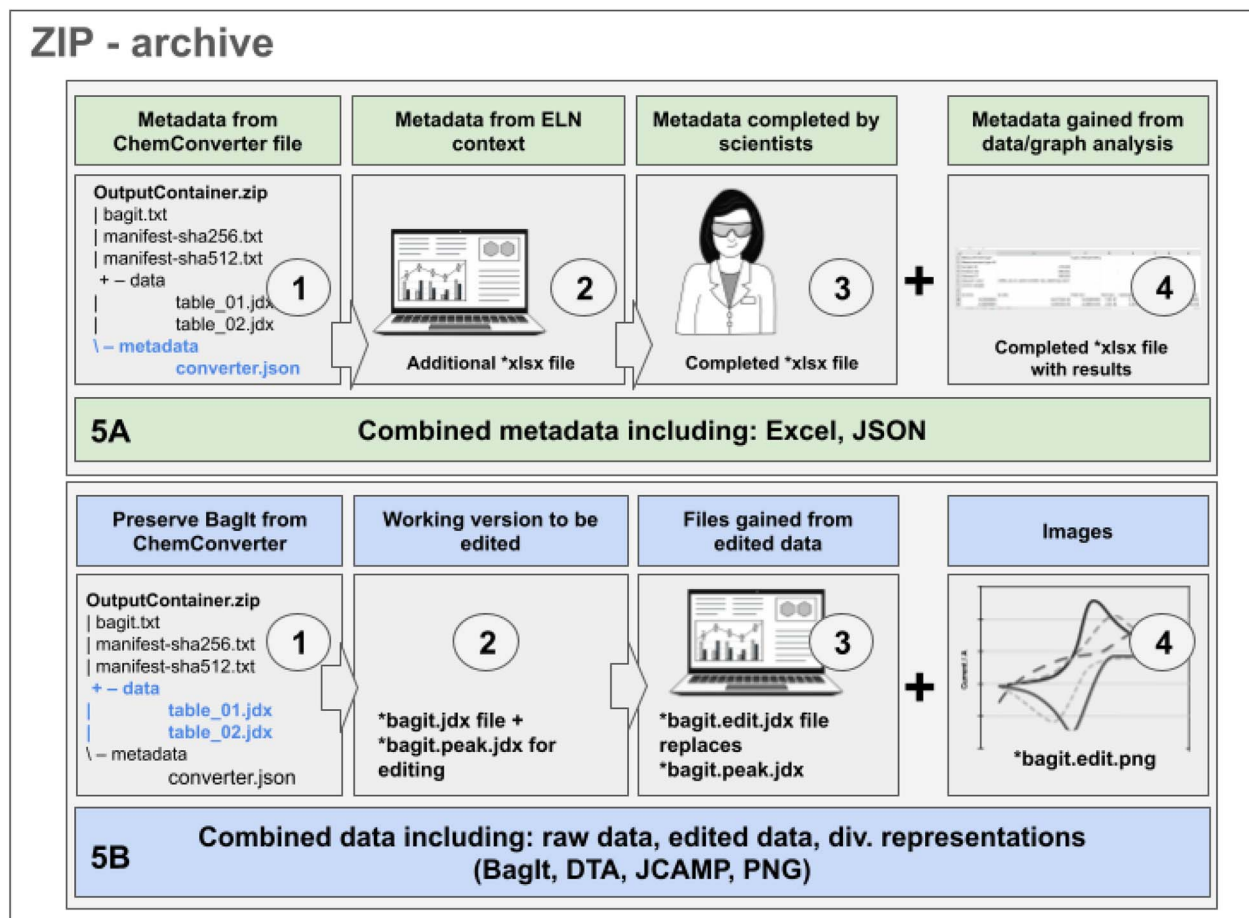 ZIP - archive
Metadata from
ChemConverter file
Metadata from ELN
context
Metadata completed by
scientists
Metadata gained from
data/graph analysis
OutputContainer.zip
| bagit.txt
| manifest-sha256.txt
| manifest-sha512.txt
+ – data
| table_01.jdx
| table_02.jdx
\ – metadata
converter.json
1
2
Additional *xlsx file
3
Completed *xlsx file
+
4
Completed *xlsx file
with results
5A
Combined metadata including: Excel, JSON
Preserve BagIt from
ChemConverter
Working version to be
edited
Files gained from
edited data
Images
OutputContainer.zip
| bagit.txt
| manifest-sha256.txt
| manifest-sha512.txt
+ – data
| table_01.jdx
| table_02.jdx
\ – metadata
converter.json
1
2
*bagit.jdx file +
*bagit.peak.jdx for
editing
3
*bagit.edit.jdx file
replaces
*bagit.peak.jdx
+
Current / A
4
*bagit.edit.png
5B
Combined data including: raw data, edited data, div. representations
(BagIt, DTA, JCAMP, PNG)